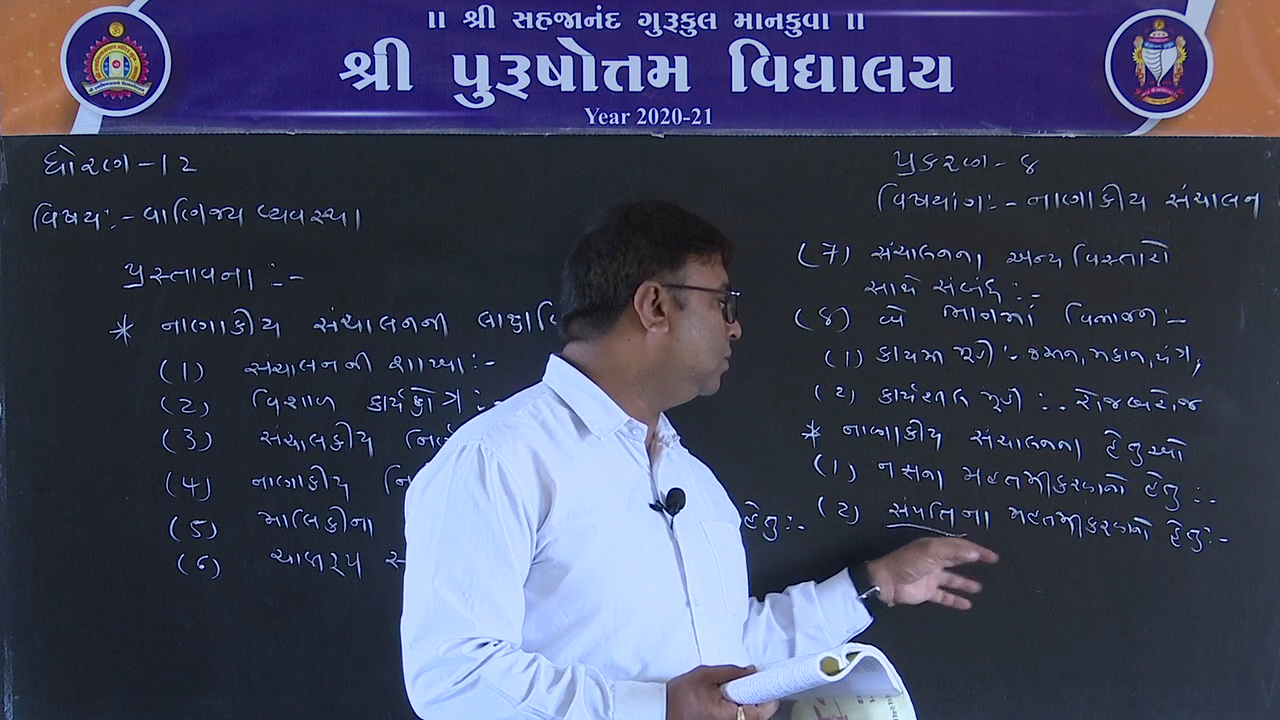 ।। શ્રી સહજાનંદ ગુરૂકુલ માનકુવા ।।
શ્રી પુરૂષોત્તમ વિદ્યાલય
Year 2020-21
ધોરણ-12
વિષય:- વાણિજ્ય વ્યવસ્થા
પ્રસ્તાવના :-
* નાણાકીય સંચાલનની
(1) સંચાલનની શાખા:-
(2) વિશાળ કાર્યક્ષેત્ર :-
(3) સંચાલકીય
(4) નાણાકીય
(5) માલિકીના હેતુ:-
(6)
પ્રકરણ-૪
વિષયાંગ:- નાણાકીય સંચાલન
(7) સંચાલનના અન્ય વિસ્તારો
સાથે સંબંધ :-
(8) બે ભાગમાં વિભાજન:-
(1) કાયમી મૂડી:- જમીન, મકાન, યંત્ર,
(2) કાર્યશીલ મૂડી :- રોજબરોજ
* નાણાકીય સંચાલનના હેતુઓ
(1) નફાના મહત્તમીકરણનો હેતુ:-
(2) સંપત્તિના મહત્તમીકરણનો હેતુ:-